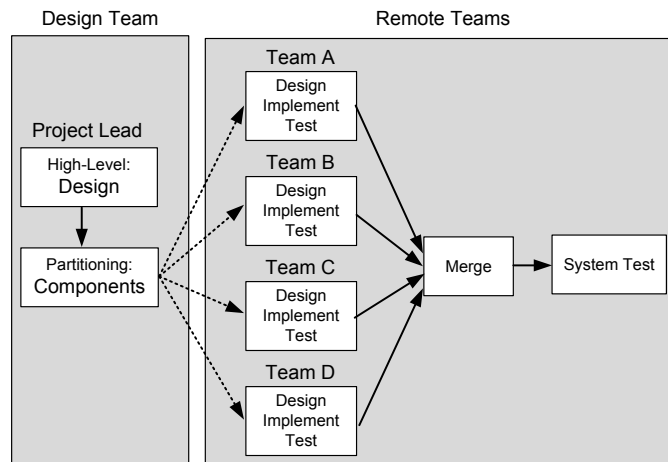 Design Team
Remote Teams
Project Lead
High-Level:
Design
Partitioning:
Components
Team A
Design
Implement
Test
Team B
Design
Implement
Test
Team C
Design
Implement
Test
Team D
Design
Implement
Test
Merge
System Test